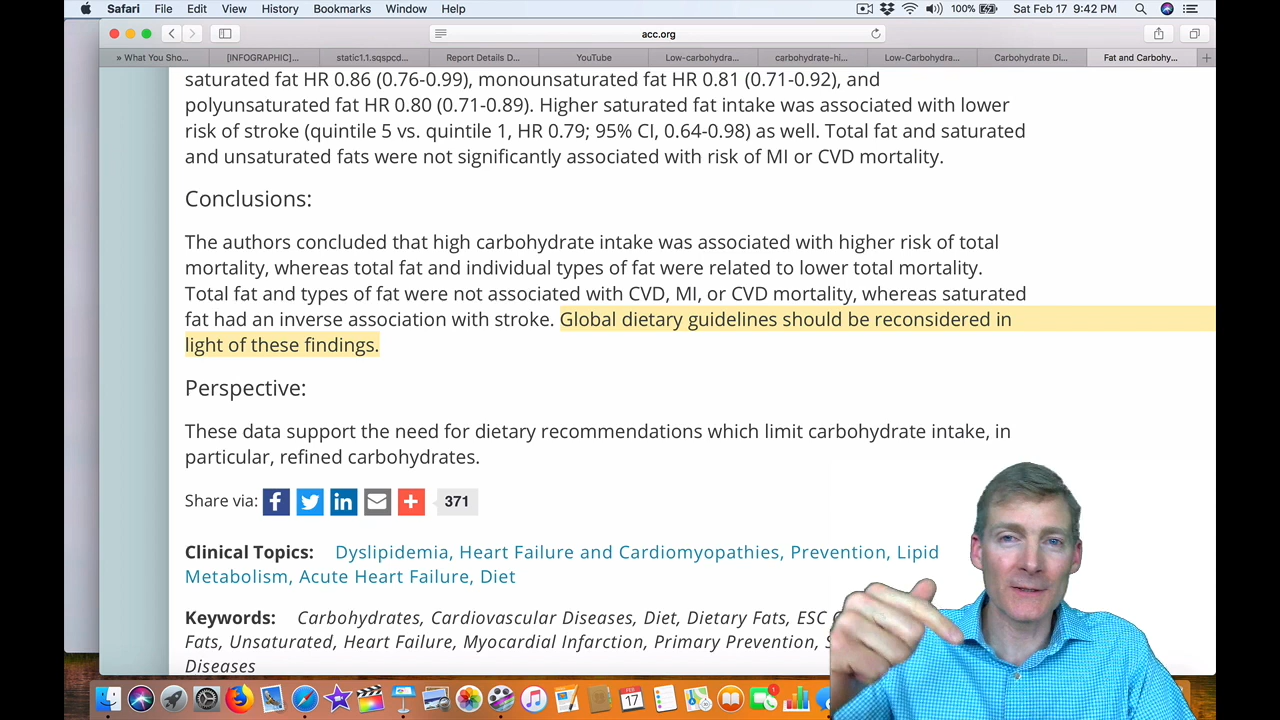 Safari File Edit View History Bookmarks Window Help 100% Sat Feb 17 9:42 PM
acc.org
» What You Sho... [INFOGRAPHIC]... static1.1.sqspcd... Report Details D... YouTube Low-carbohydra... carbohydrate-hi... Low-Carbohydra... Carbohydrate Di... Fat and Carbohy...
saturated fat HR 0.86 (0.76-0.99), monounsaturated fat HR 0.81 (0.71-0.92), and
polyunsaturated fat HR 0.80 (0.71-0.89). Higher saturated fat intake was associated with lower
risk of stroke (quintile 5 vs. quintile 1, HR 0.79; 95% CI, 0.64-0.98) as well. Total fat and saturated
and unsaturated fats were not significantly associated with risk of MI or CVD mortality.
Conclusions:
The authors concluded that high carbohydrate intake was associated with higher risk of total
mortality, whereas total fat and individual types of fat were related to lower total mortality.
Total fat and types of fat were not associated with CVD, MI, or CVD mortality, whereas saturated
fat had an inverse association with stroke. Global dietary guidelines should be reconsidered in
light of these findings.
Perspective:
These data support the need for dietary recommendations which limit carbohydrate intake, in
particular, refined carbohydrates.
Share via: f in + 371
Clinical Topics: Dyslipidemia, Heart Failure and Cardiomyopathies, Prevention, Lipid
Metabolism, Acute Heart Failure, Diet
Keywords: Carbohydrates, Cardiovascular Diseases, Diet, Dietary Fats, ESC
Fats, Unsaturated, Heart Failure, Myocardial Infarction, Primary Prevention,
Diseases
FEB
17